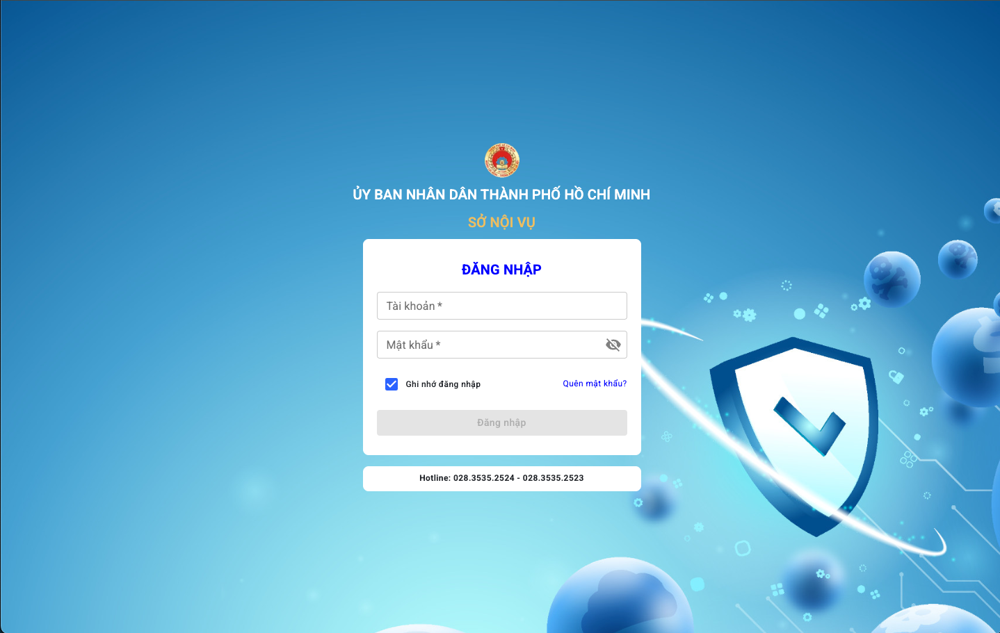 ỦY BAN NHÂN DÂN THÀNH PHỐ HỒ CHÍ MINH
SỞ NỘI VỤ
ĐĂNG NHẬP
Tài khoản *
Mật khẩu *
Ghi nhớ đăng nhập
Quên mật khẩu?
Đăng nhập
Hotline: 028.3535.2524 - 028.3535.2523